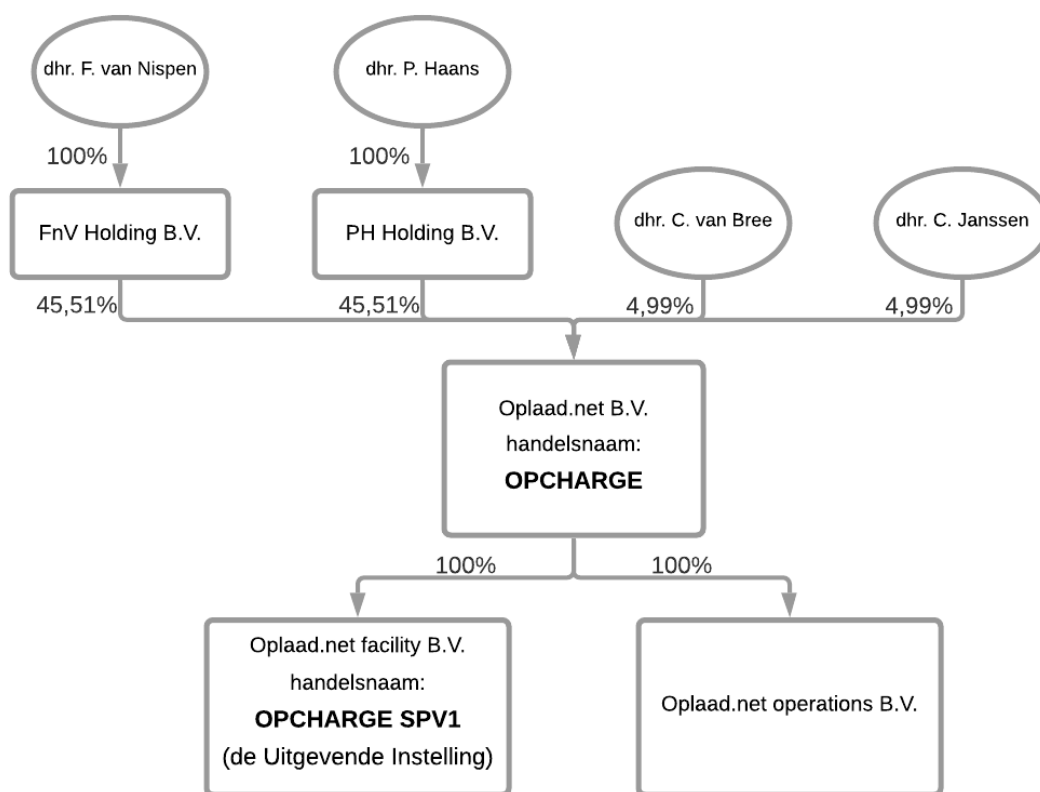 dhr. F. van Nispen
dhr. P. Haans
100%
100%
FnV Holding B.V.
PH Holding B.V.
dhr. C. van Bree
dhr. C. Janssen
45,51%
45,51%
4,99%
4,99%
Oplaad.net B.V.
handelsnaam:
OPCHARGE
100%
100%
Oplaad.net facility B.V.
handelsnaam:
OPCHARGE SPV1
(de Uitgevende Instelling)
Oplaad.net operations B.V.